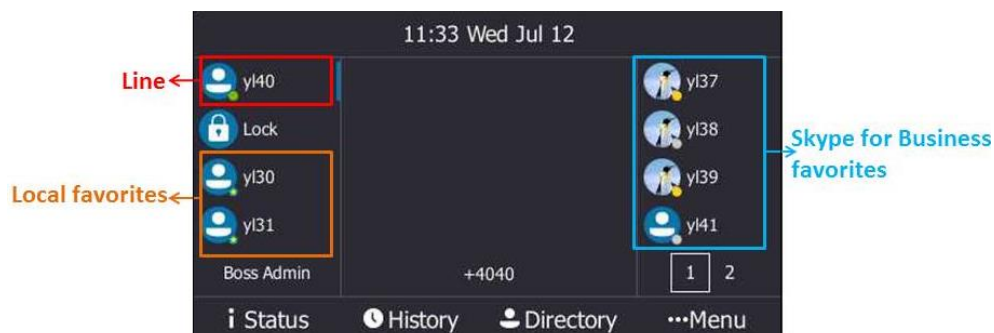 11:33 Wed Jul 12
Line
yl40
yl37
Lock
yl38
Skype for Business
favorites
Local favorites
yl30
yl39
yl31
yl41
Boss Admin
+4040
1 2
Status History Directory Menu